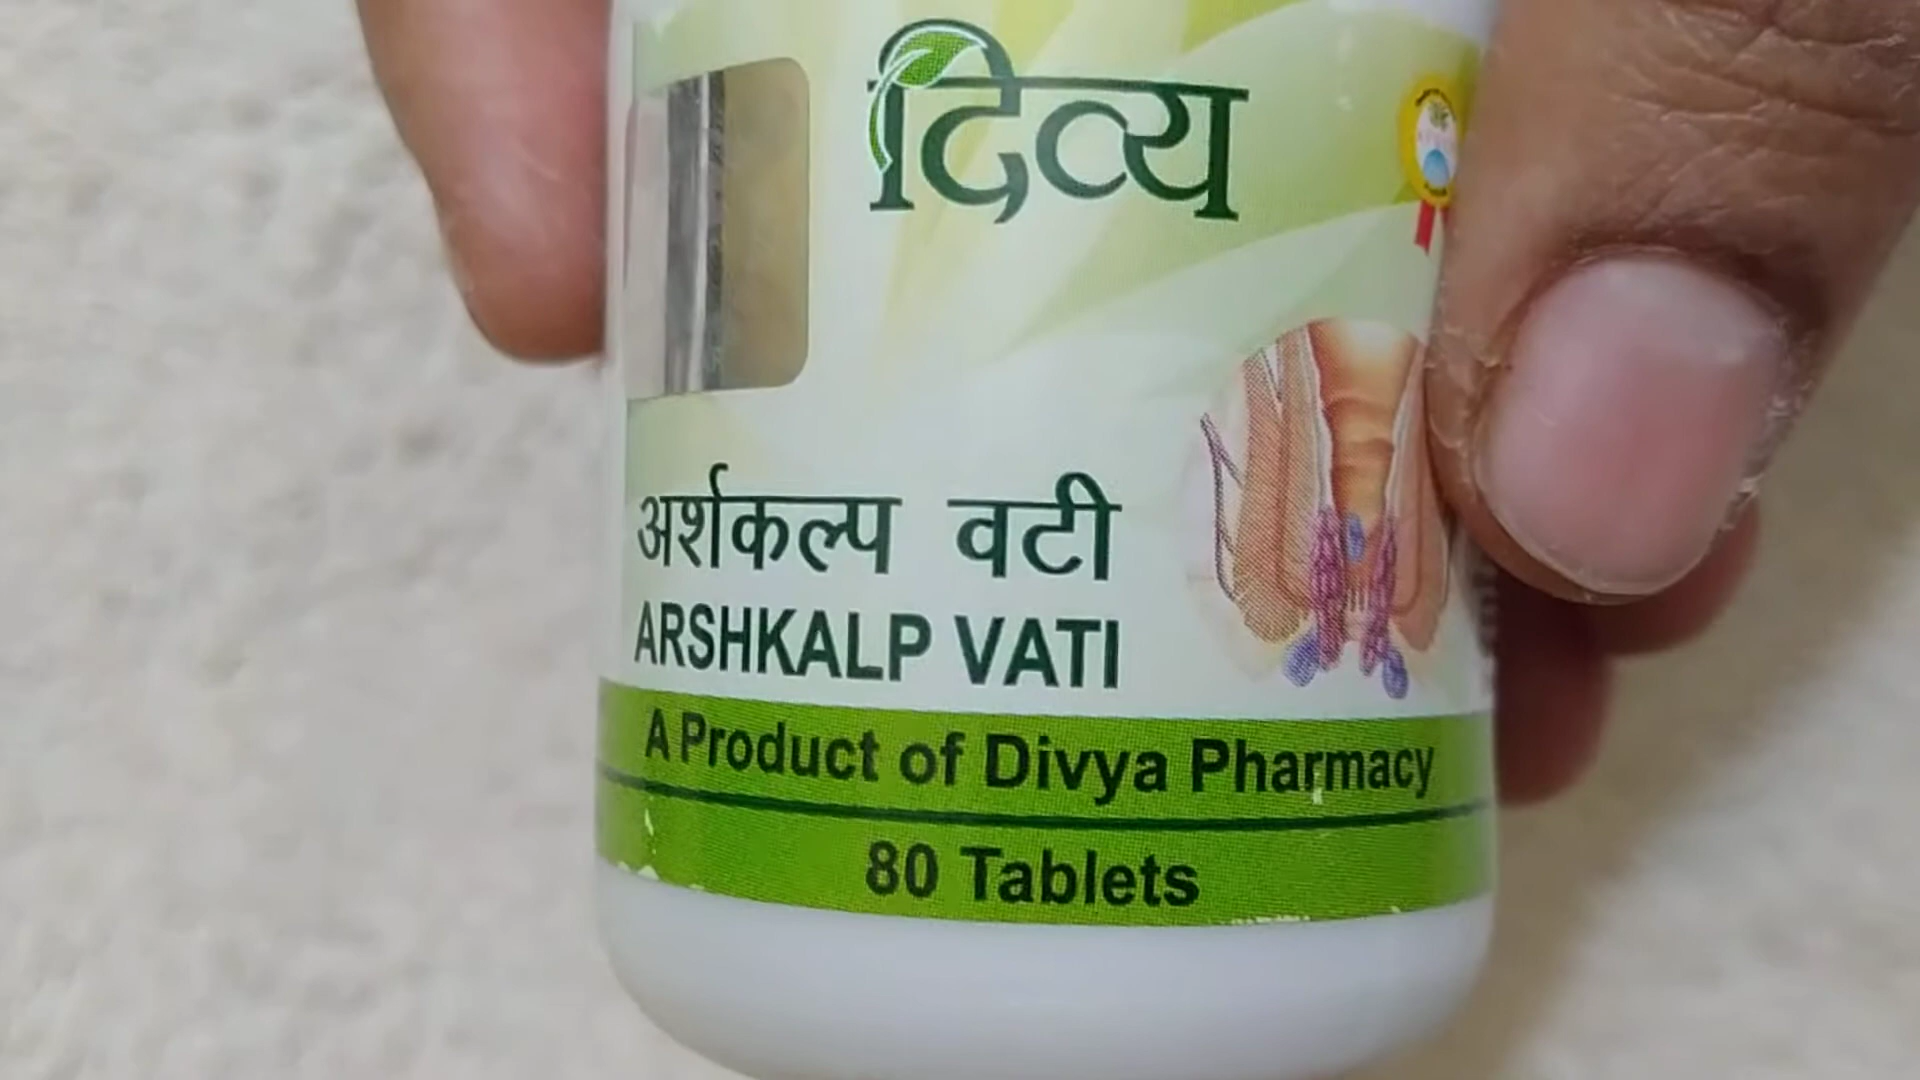 दिव्य
अर्शकल्प वटी
ARSHKALP VATI
A Product of Divya Pharmacy
80 Tablets